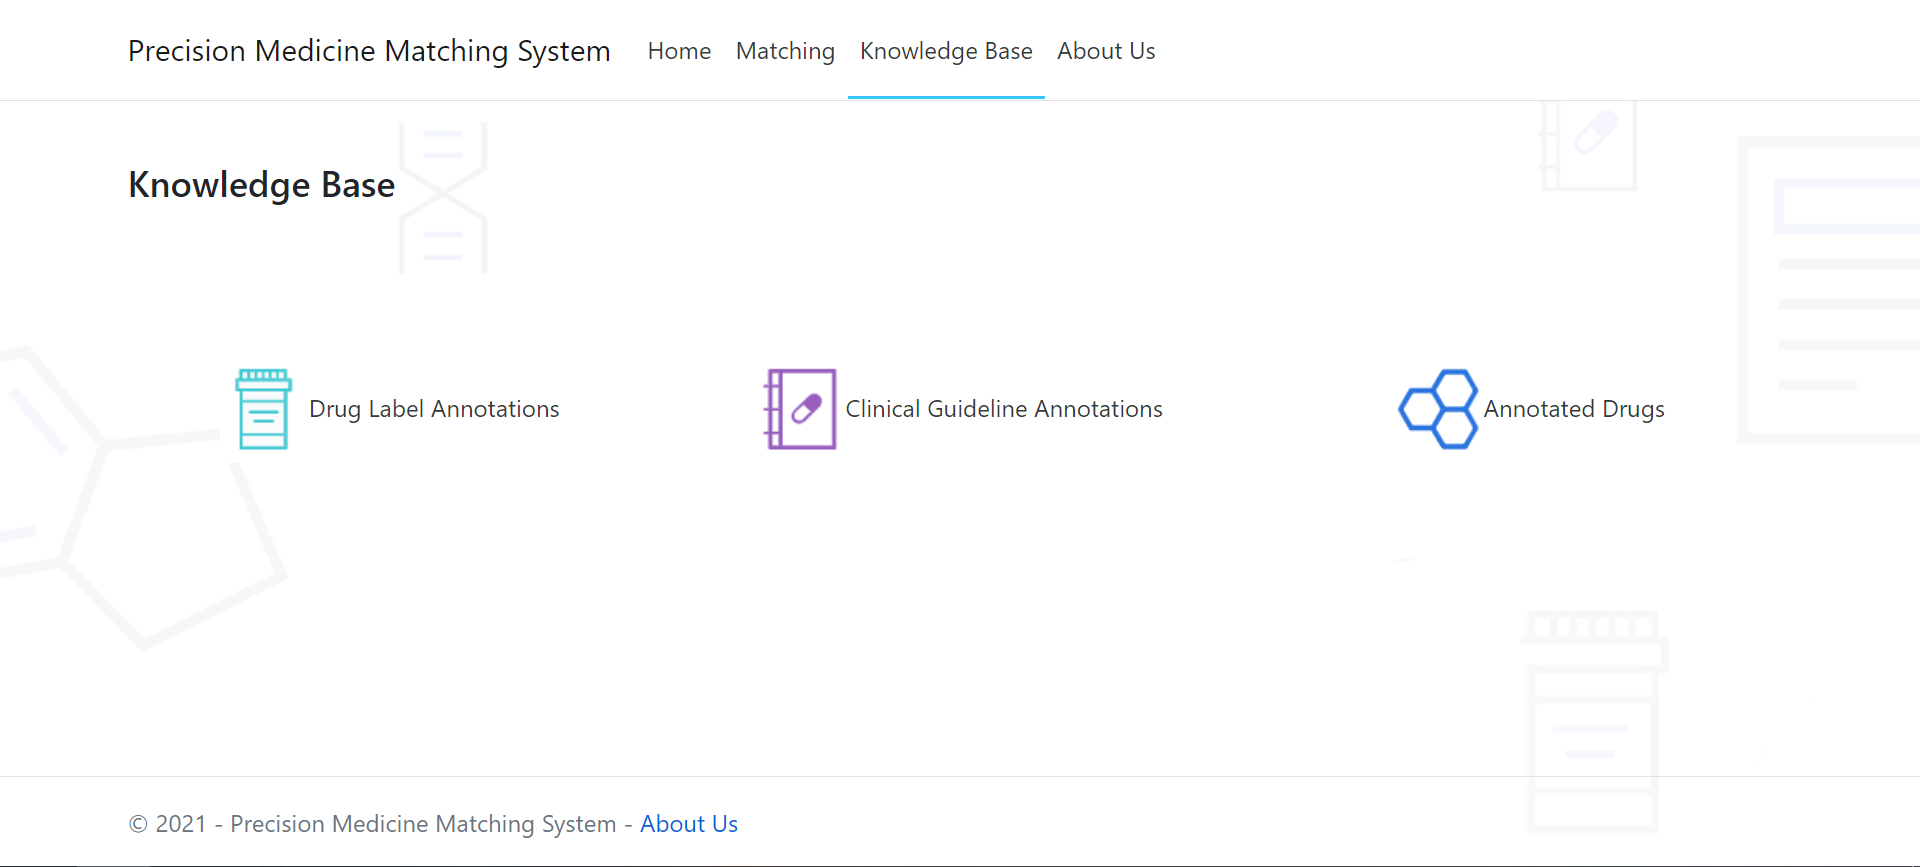 Precision Medicine Matching System Home Matching Knowledge Base About Us
Knowledge Base
Drug Label Annotations
Clinical Guideline Annotations
Annotated Drugs
© 2021 - Precision Medicine Matching System - About Us